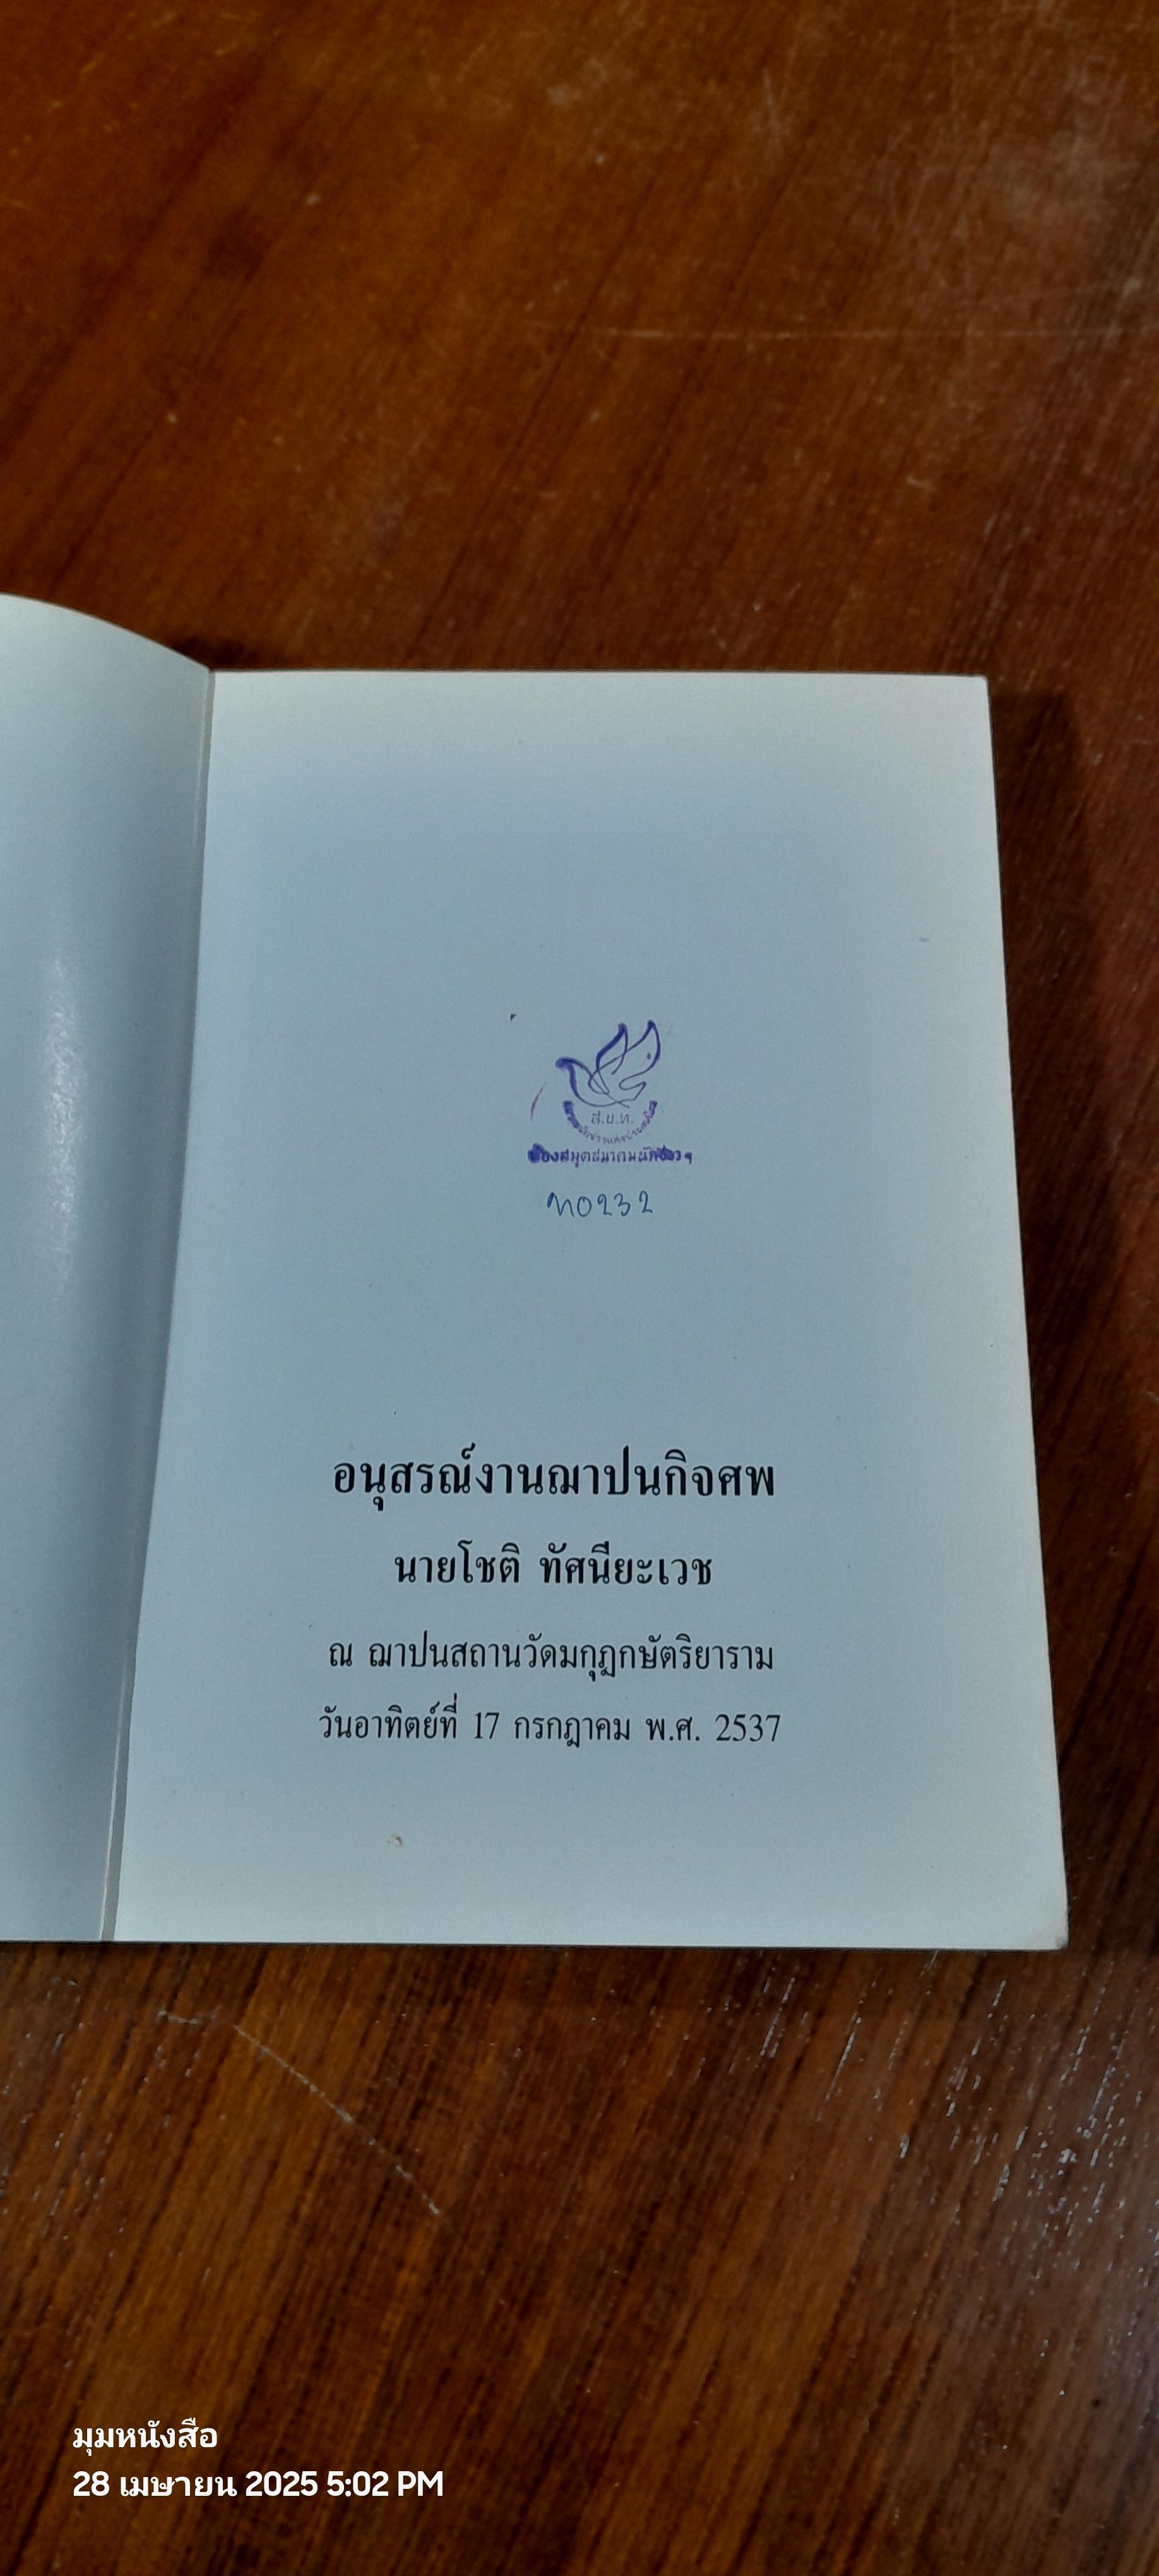 ส.ข.ท.
ห้องสมุดสมาคมนักข่าวฯ
ก0232
อนุสรณ์งานฌาปนกิจศพ
นายโชติ ทัศนียะเวช
ณ ฌาปนสถานวัดมกุฏกษัตริยาราม
วันอาทิตย์ที่ 17 กรกฎาคม พ.ศ. 2537
มุมหนังสือ
28 เมษายน 2025 5:02 PM